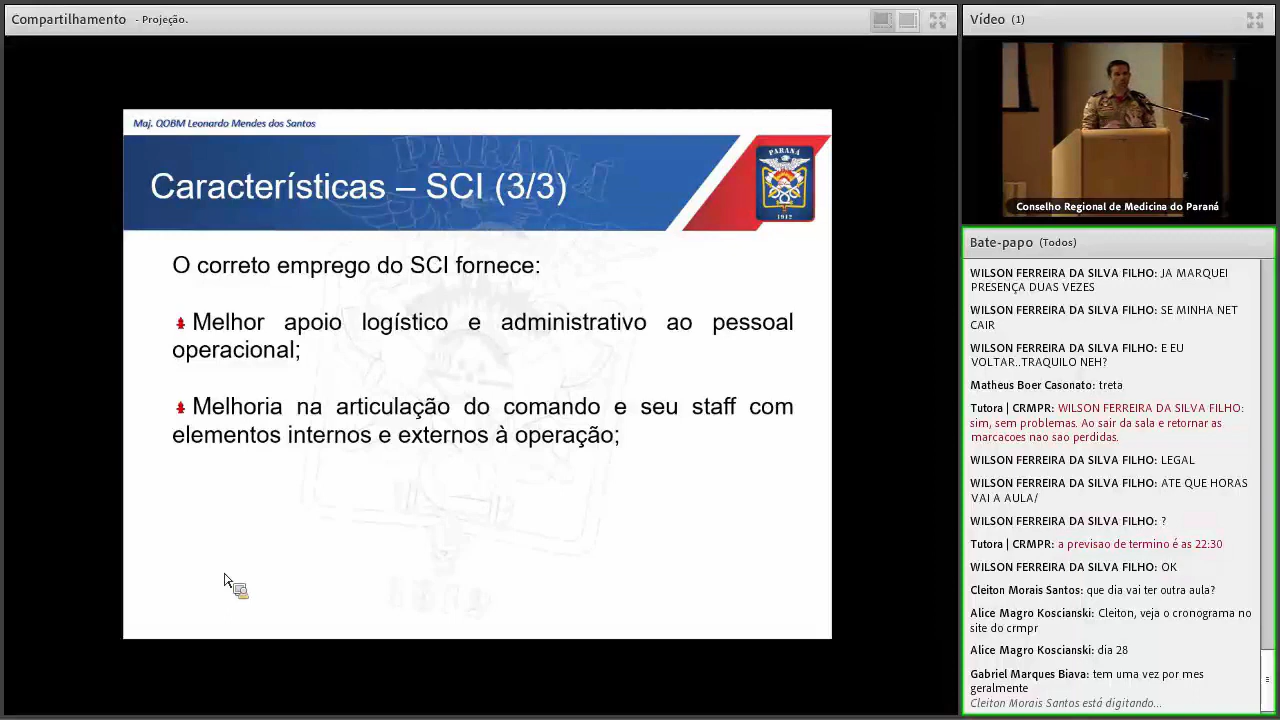 Compartilhamento - Projeção.
Maj. QOBM Leonardo Mendes dos Santos
Características – SCI (3/3)
PARANÁ
1912
O correto emprego do SCI fornece:
Melhor apoio logístico e administrativo ao pessoal
operacional;
Melhoria na articulação do comando e seu staff com
elementos internos e externos à operação;
Vídeo (1)
Conselho Regional de Medicina do Paraná
Bate-papo (Todos)
WILSON FERREIRA DA SILVA FILHO: JA MARQUEI
PRESENÇA DUAS VEZES
WILSON FERREIRA DA SILVA FILHO: SE MINHA NET
CAIR
WILSON FERREIRA DA SILVA FILHO: E EU
VOLTAR..TRAQUILO NEH?
Matheus Boer Casonato: treta
Tutora | CRMPR: WILSON FERREIRA DA SILVA FILHO:
sim, sem problemas. Ao sair da sala e retornar as
marcacoes nao sao perdidas.
WILSON FERREIRA DA SILVA FILHO: LEGAL
WILSON FERREIRA DA SILVA FILHO: ATE QUE HORAS
VAI A AULA/
WILSON FERREIRA DA SILVA FILHO: ?
Tutora | CRMPR: a previsao de termino é as 22:30
WILSON FERREIRA DA SILVA FILHO: OK
Cleiton Morais Santos: que dia vai ter outra aula?
Alice Magro Koscianski: Cleiton, veja o cronograma no
site do crmpr
Alice Magro Koscianski: dia 28
Gabriel Marques Biava: tem uma vez por mes
geralmente
Cleiton Morais Santos está digitando...